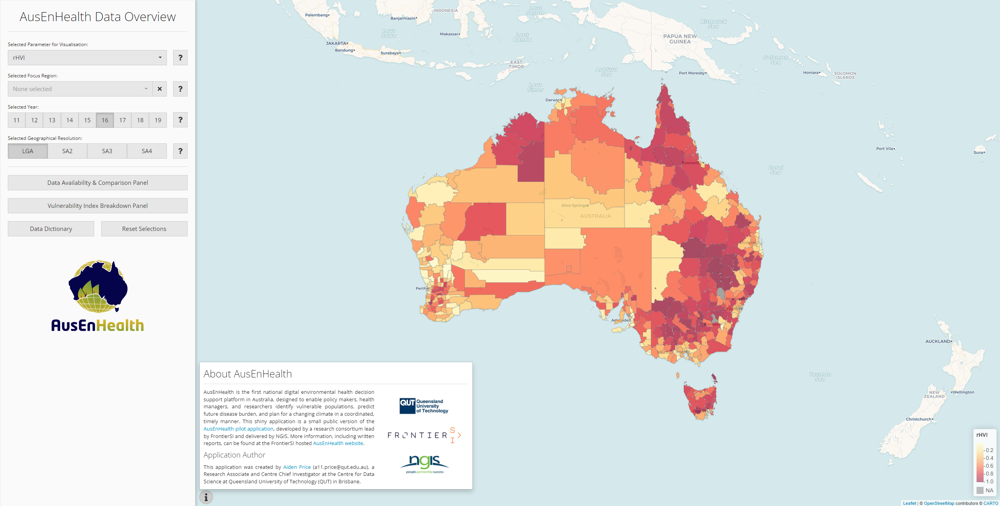 AusEnHealth Data Overview
Selected Parameter for Visualisation:
rHVI
?
Selected Focus Region:
None selected
×
?
Selected Year:
11 12 13 14 15 16 17 18 19
?
Selected Geographical Resolution:
LGA SA2 SA3 SA4
?
Data Availability & Comparison Panel
Vulnerability Index Breakdown Panel
Data Dictionary
Reset Selections
AusEnHealth
Palembang
Banjarmasin
INDONESIA
Laut
Seram
Laut
Jawa
Makassar
Laut
Banda
JAKARTA
Bandung
Surabaya
EAST
TIMOR
Laut
Timor
Arafura
Sea
PAPUA NEW
GUINEA
Bismarck
Sea
Port Moresby
Solomon
Sea
Honiara
SOLOMON
ISLANDS
Darwin
Townsville
Coral
Sea
Port Vila
Suva
Alice Springs
AUSTRALIA
Brisbane
Perth
Newcastle
SYDNEY
Adelaide
Canberra
MELBOURNE
Hobart
Tasman
Sea
AUCKLAND
NEW
ZEALAND
Wellington
Christchurch
About AusEnHealth
AusEnHealth is the first national digital environmental health decision
support platform in Australia, designed to enable policy makers, health
managers, and researchers identify vulnerable populations, predict
future disease burden, and plan for a changing climate in a coordinated,
timely manner. This shiny application is a small public version of the
AusEnHealth pilot application, developed by a research consortium lead
by FrontierSI and delivered by NGIS. More information, including written
reports, can be found at the FrontierSI hosted AusEnHealth website.
Application Author
This application was created by Aiden Price (a11.price@qut.edu.au), a
Research Associate and Centre Chief Investigator at the Centre for Data
Science at Queensland University of Technology (QUT) in Brisbane.
QUT
Queensland
University
of Technology
FRONTIER SI
ngis
people partnership success
i
rHVI
0.2
0.4
0.6
0.8
1.0
NA
Leaflet | © OpenStreetMap contributors © CARTO